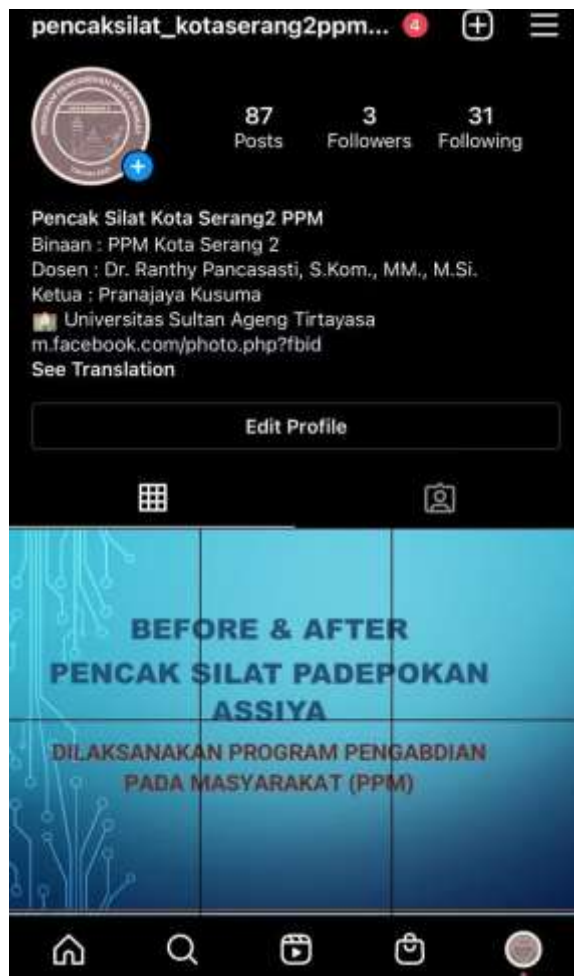 pencaksilat_kotaserang2ppm... 4
87 3 31
Posts Followers Following
Pencak Silat Kota Serang2 PPM
Binaan : PPM Kota Serang 2
Dosen : Dr. Ranthy Pancasasti, S.Kom., MM., M.Si.
Ketua : Pranajaya Kusuma
Universitas Sultan Ageng Tirtayasa
m.facebook.com/photo.php?fbid
See Translation
Edit Profile
BEFORE & AFTER
PENCAK SILAT PADEPOKAN
ASSIYA
DILAKSANAKAN PROGRAM PENGABDIAN
PADA MASYARAKAT (PPM)